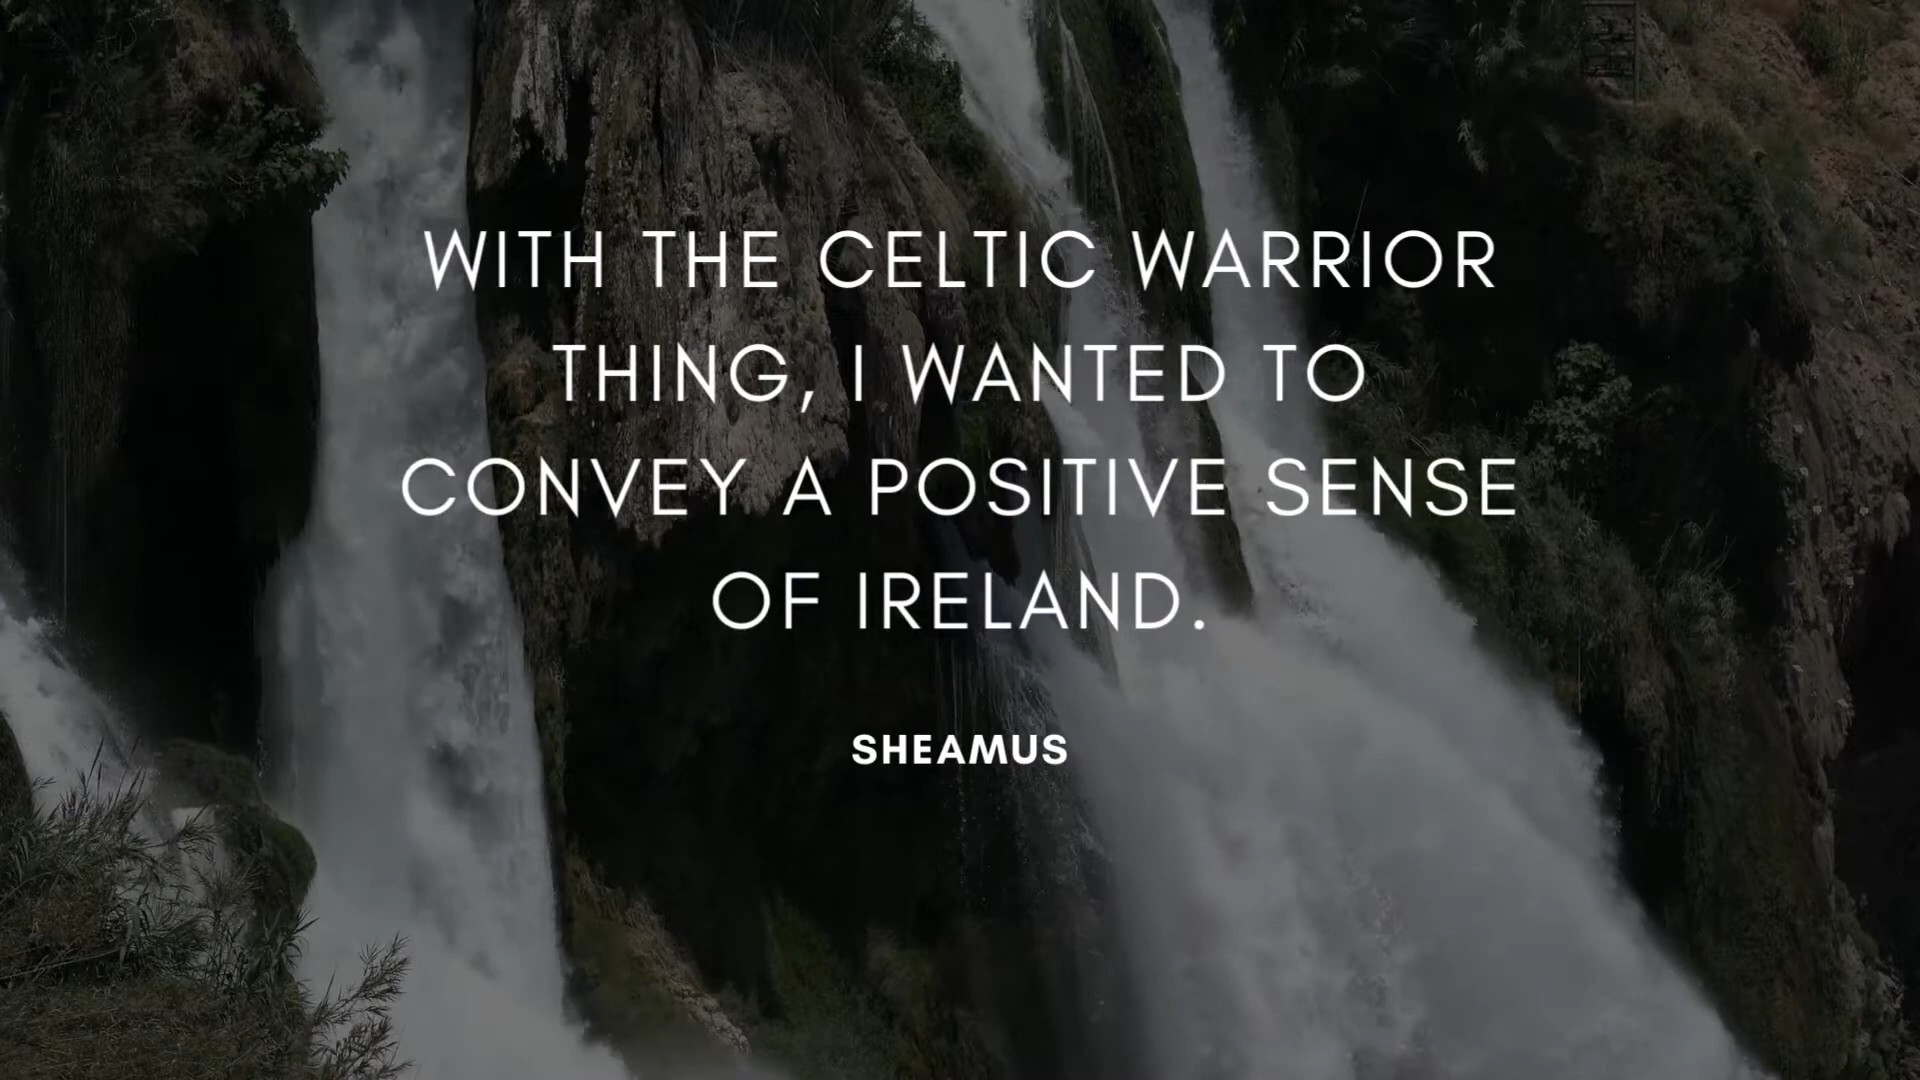 WITH THE CELTIC WARRIOR
THING, I WANTED TO
CONVEY A POSITIVE SENSE
OF IRELAND.
SHEAMUS